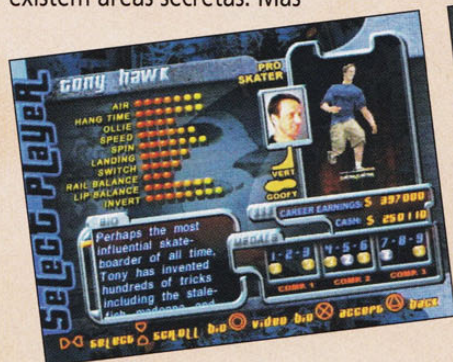 existem áreas secretas. Mas
SELECT PLAYER
tony hawk
PRO
SKATER
AIR
HANG TIME
OLLIE
SPEED
SPIN
LANDING
SWITCH
RAIL BALANCE
LIP BALANCE
INVERT
VERT
GOOFY
CAREER EARNINGS: $ 397000
CASH: $ 250110
BIO
Perhaps the most
influential skate-
boarder of all time,
Tony has invented
hundreds of tricks
including the stale-
fish, madonna, and
MEDALS
1-2-3
4-5-6
7-8-9
COMP. 1
COMP. 2
COMP. 3
SELECT
SCROLL bio
video bio
accept
back